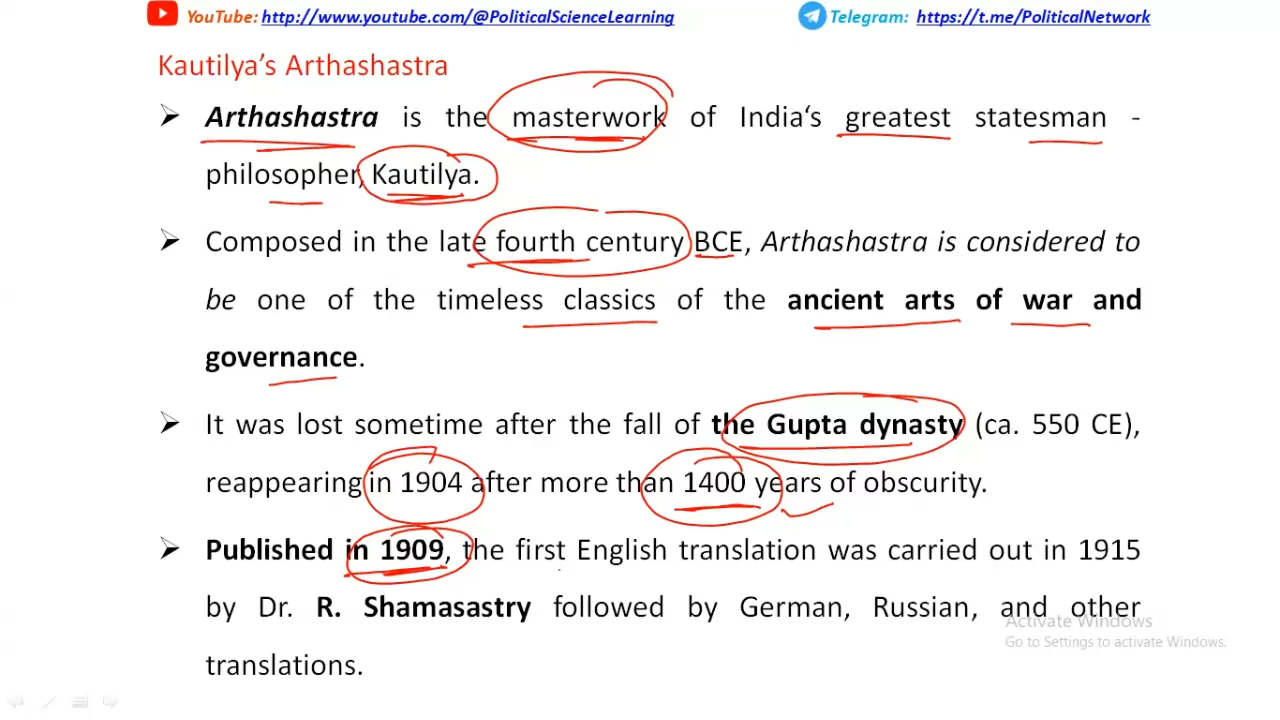 YouTube: http://www.youtube.com/@PoliticalScienceLearning Telegram: https://t.me/PoliticalNetwork
Kautilya’s Arthashastra
➢ Arthashastra is the masterwork of India‘s greatest statesman -
philosopher, Kautilya.
➢ Composed in the late fourth century BCE, Arthashastra is considered to
be one of the timeless classics of the ancient arts of war and
governance.
➢ It was lost sometime after the fall of the Gupta dynasty (ca. 550 CE),
reappearing in 1904 after more than 1400 years of obscurity.
➢ Published in 1909, the first English translation was carried out in 1915
by Dr. R. Shamasastry followed by German, Russian, and other
translations.
Activate Windows
Go to Settings to activate Windows.